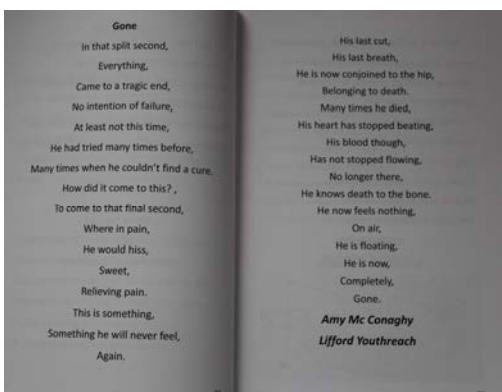 Gone
In that split second,
Everything,
Came to a tragic end,
No intention of failure,
At least not this time,
He had tried many times before,
Many times when he couldn't find a cure.
How did it come to this? ,
To come to that final second,
Where in pain,
He would hiss,
Sweet,
Relieving pain.
This is something,
Something he will never feel,
Again.
His last cut,
His last breath,
He is now conjoined to the hip,
Belonging to death.
Many times he died,
His heart has stopped beating,
His blood though,
Has not stopped flowing,
No longer there,
He knows death to the bone.
He now feels nothing,
On air,
He is floating,
He is now,
Completely,
Gone.
Amy Mc Conaghy
Lifford Youthreach